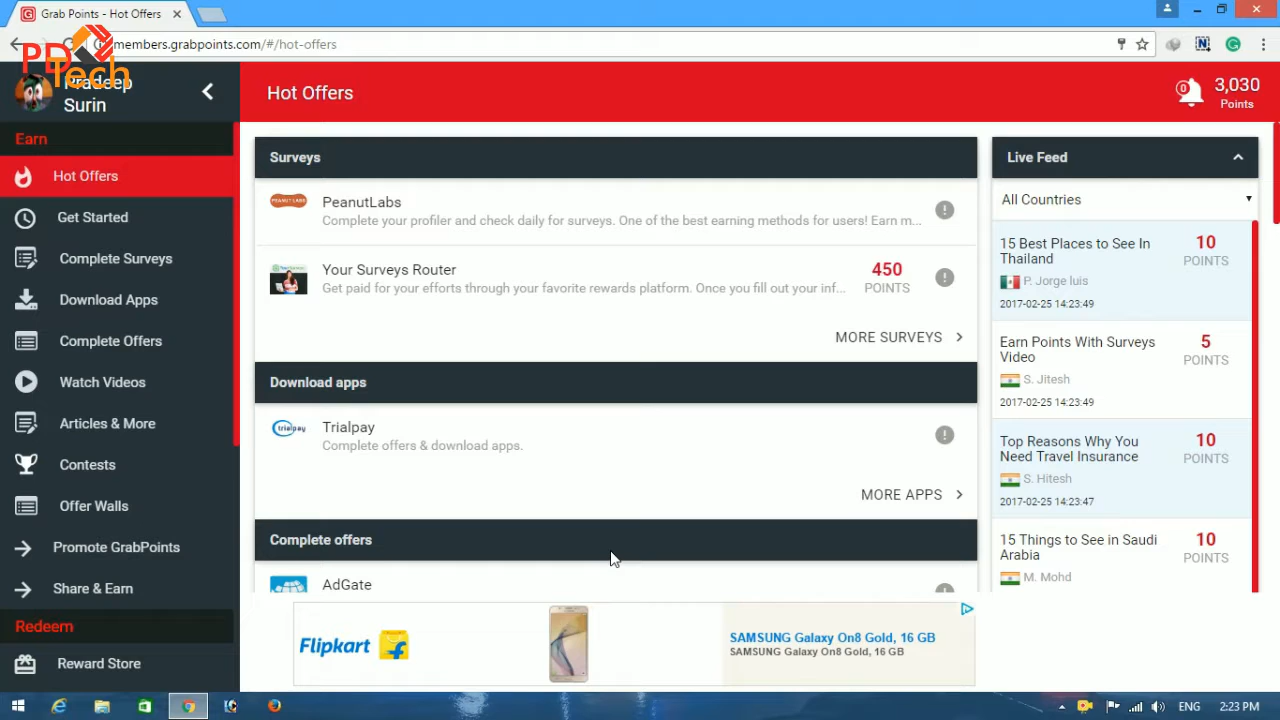 Grab Points - Hot Offers
members.grabpoints.com/#/hot-offers
PD Tech
Pradeep
Surin
Hot Offers
0
3,030
Points
Earn
Hot Offers
Get Started
Complete Surveys
Download Apps
Complete Offers
Watch Videos
Articles & More
Contests
Offer Walls
Promote GrabPoints
Share & Earn
Redeem
Reward Store
Surveys
PeanutLabs
Complete your profiler and check daily for surveys. One of the best earning methods for users! Earn m...
Your Surveys Router
Get paid for your efforts through your favorite rewards platform. Once you fill out your inf...
450
POINTS
MORE SURVEYS
Download apps
trialpay
Trialpay
Complete offers & download apps.
MORE APPS
Complete offers
AdGate
Live Feed
All Countries
15 Best Places to See In
Thailand
P. Jorge luis
2017-02-25 14:23:49
10
POINTS
Earn Points With Surveys
Video
S. Jitesh
2017-02-25 14:23:49
5
POINTS
Top Reasons Why You
Need Travel Insurance
S. Hitesh
2017-02-25 14:23:47
10
POINTS
15 Things to See in Saudi
Arabia
M. Mohd
10
POINTS
Flipkart
SAMSUNG Galaxy On8 Gold, 16 GB
SAMSUNG Galaxy On8 Gold, 16 GB
ENG
2:23 PM